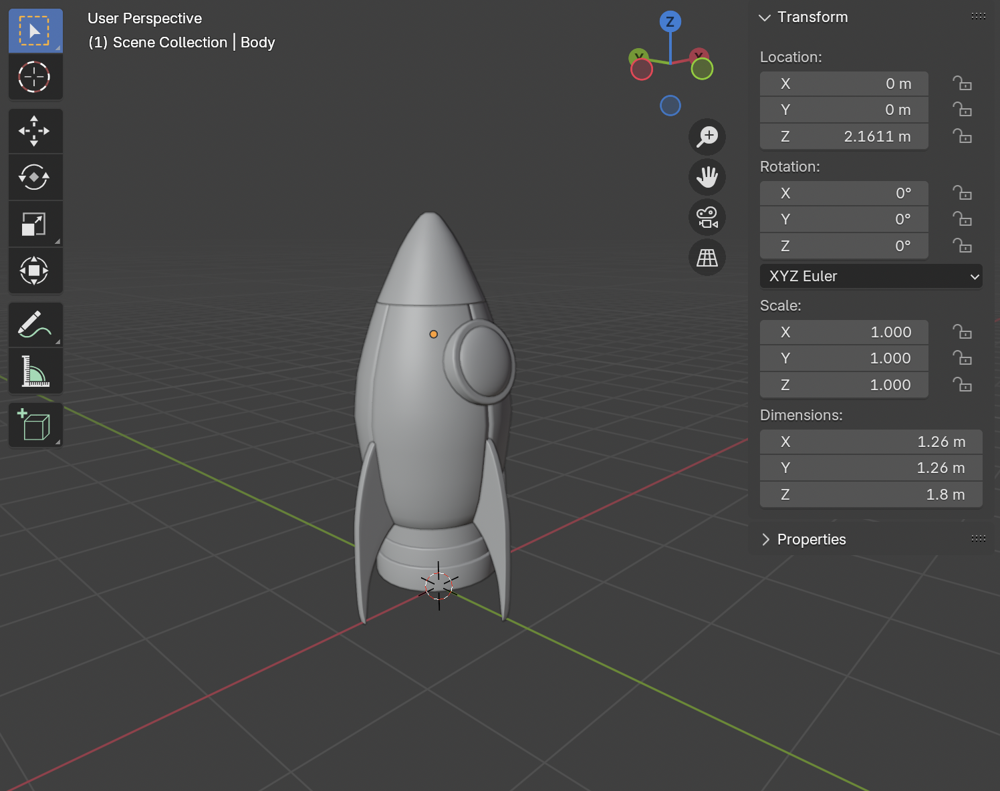 User Perspective
(1) Scene Collection | Body
Z
Y
X
Transform
Location:
X 0 m
Y 0 m
Z 2.1611 m
Rotation:
X 0°
Y 0°
Z 0°
XYZ Euler
Scale:
X 1.000
Y 1.000
Z 1.000
Dimensions:
X 1.26 m
Y 1.26 m
Z 1.8 m
Properties